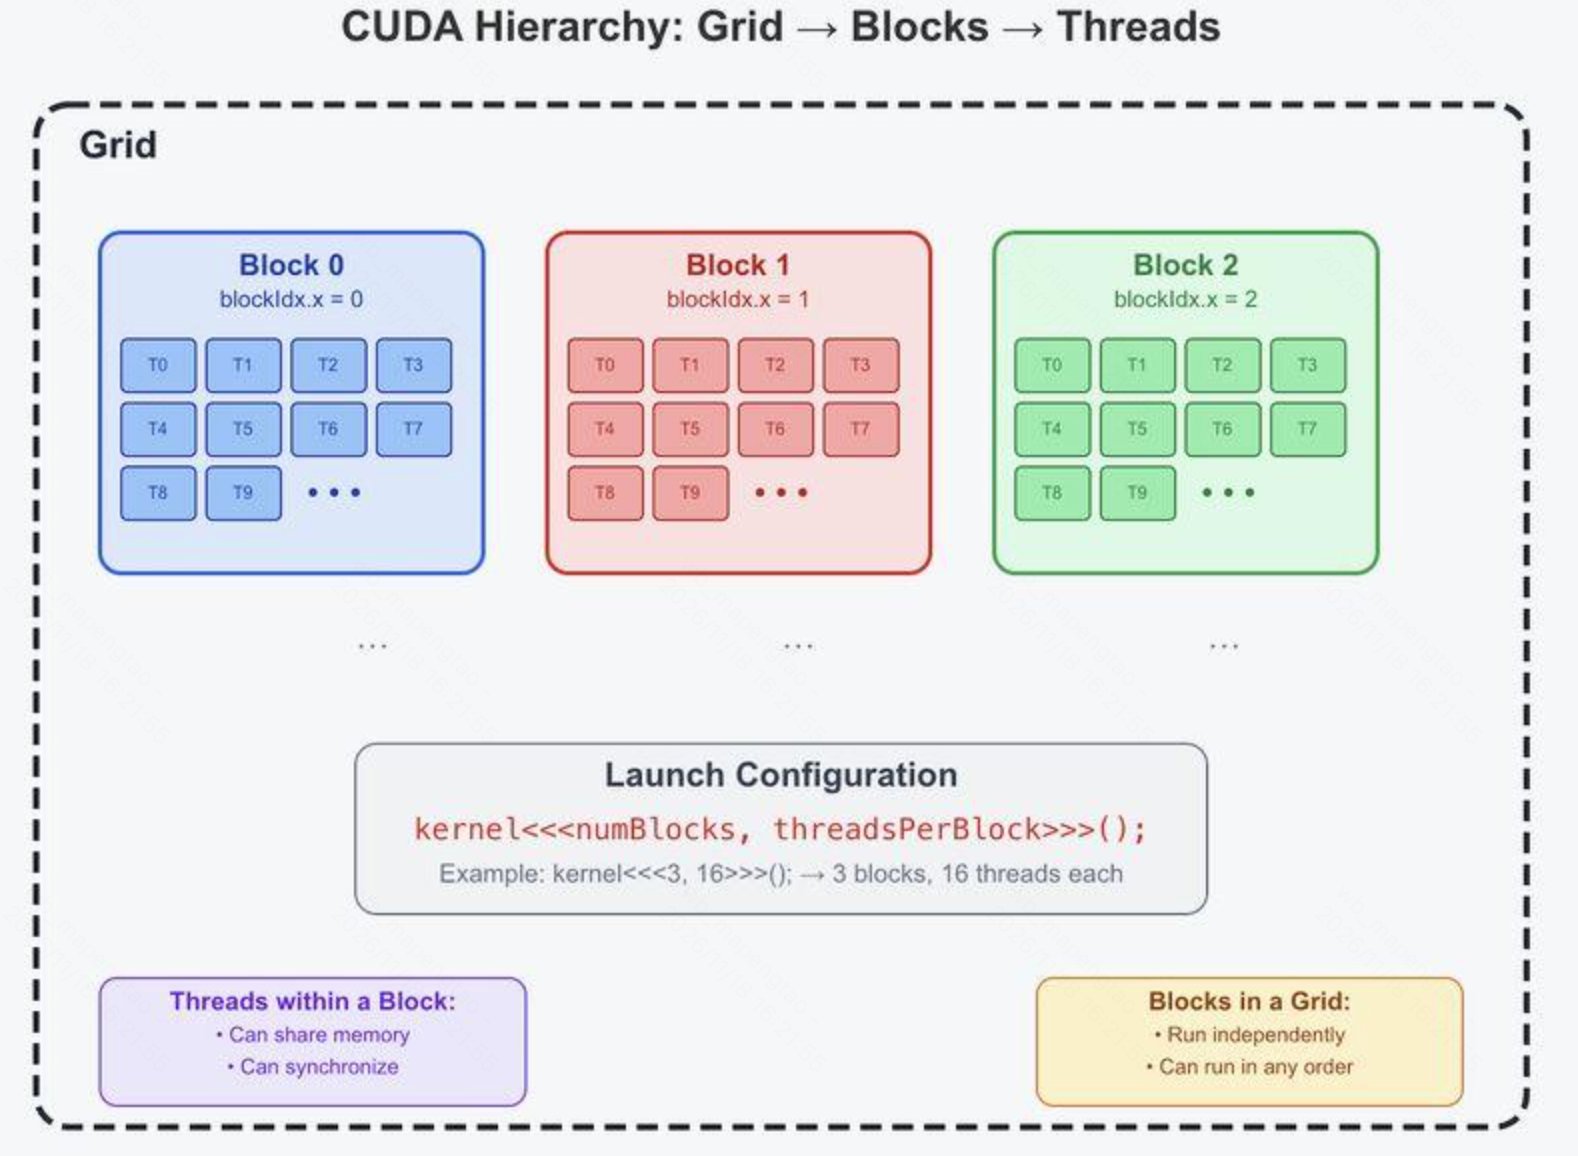 CUDA Hierarchy: Grid → Blocks → Threads
Grid
Block 0
blockIdx.x = 0
T0 T1 T2 T3
T4 T5 T6 T7
T8 T9 •••
Block 1
blockIdx.x = 1
T0 T1 T2 T3
T4 T5 T6 T7
T8 T9 •••
Block 2
blockIdx.x = 2
T0 T1 T2 T3
T4 T5 T6 T7
T8 T9 •••
... ... ...
Launch Configuration
kernel<<<numBlocks, threadsPerBlock>>>();
Example: kernel<<<3, 16>>>(); → 3 blocks, 16 threads each
Threads within a Block:
• Can share memory
• Can synchronize
Blocks in a Grid:
• Run independently
• Can run in any order